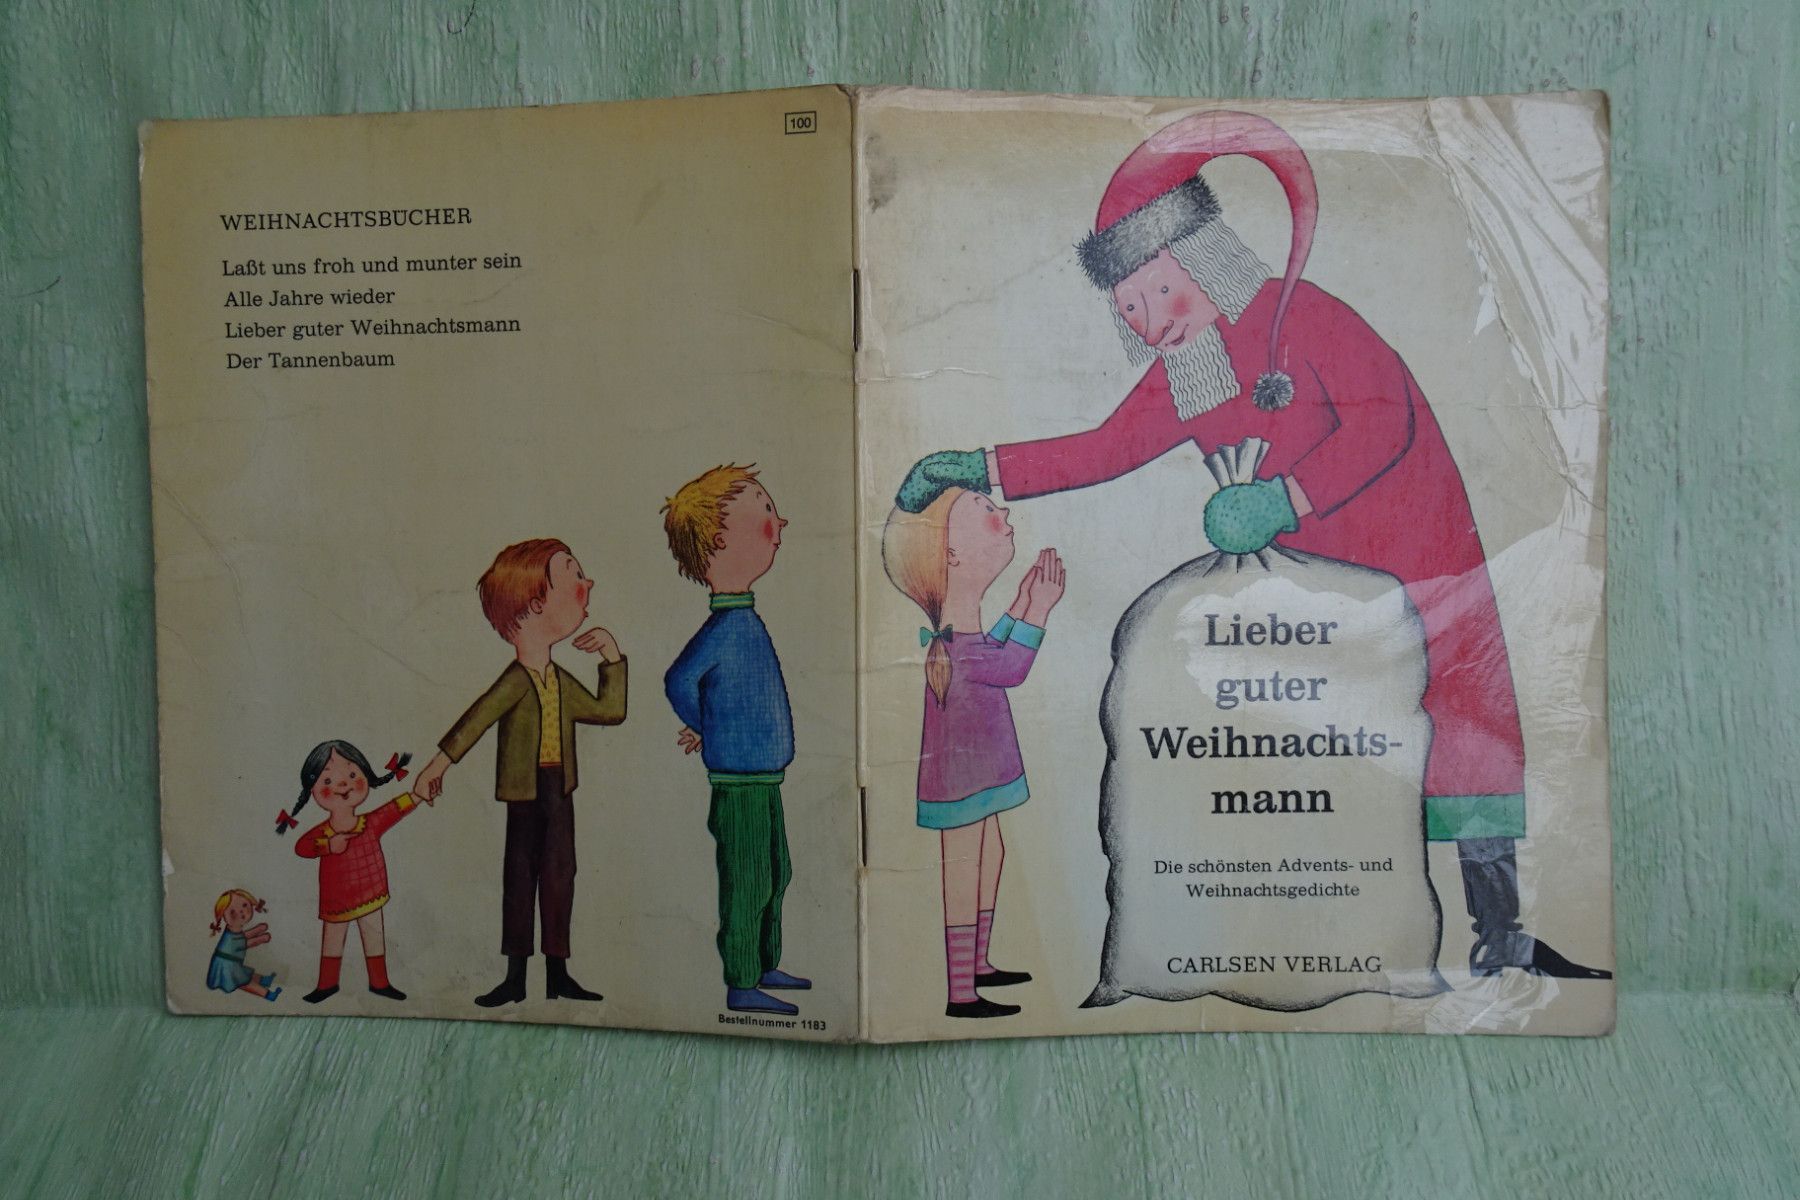 100
WEIHNACHTSBÜCHER
Laßt uns froh und munter sein
Alle Jahre wieder
Lieber guter Weihnachtsmann
Der Tannenbaum
Bestellnummer 1183
Lieber
guter
Weihnachts-
mann
Die schönsten Advents- und
Weihnachtsgedichte
CARLSEN VERLAG